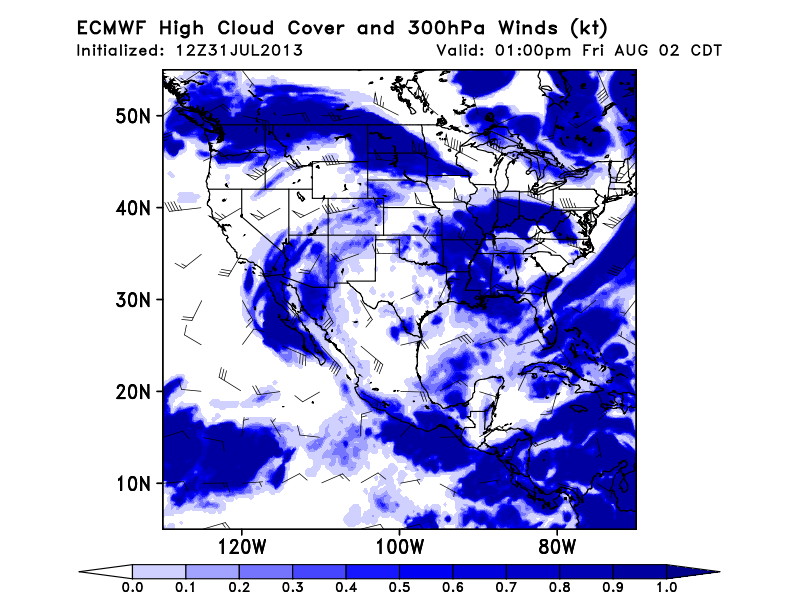 ECMWF High Cloud Cover and 300hPa Winds (kt)
Initialized: 12Z31JUL2013 Valid: 01:00pm Fri AUG 02 CDT
50N
40N
30N
20N
10N
120W 100W 80W
0.0 0.1 0.2 0.3 0.4 0.5 0.6 0.7 0.8 0.9 1.0